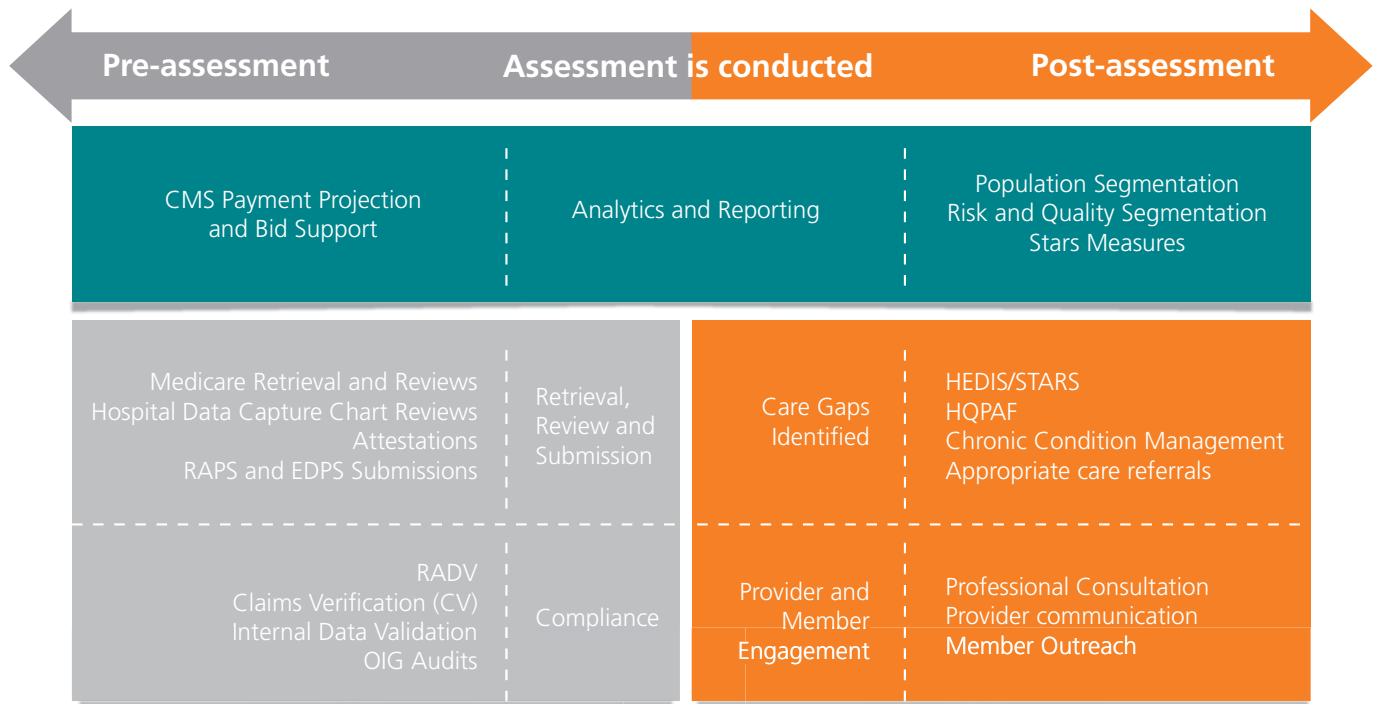 Pre-assessment
Assessment is conducted
Post-assessment
CMS Payment Projection
and Bid Support
Analytics and Reporting
Population Segmentation
Risk and Quality Segmentation
Stars Measures
Medicare Retrieval and Reviews
Hospital Data Capture Chart Reviews
Attestations
RAPS and EDPS Submissions
Retrieval,
Review and
Submission
Care Gaps
Identified
HEDIS/STARS
HQPAF
Chronic Condition Management
Appropriate care referrals
RADV
Claims Verification (CV)
Internal Data Validation
OIG Audits
Compliance
Provider and
Member
Engagement
Professional Consultation
Provider communication
Member Outreach